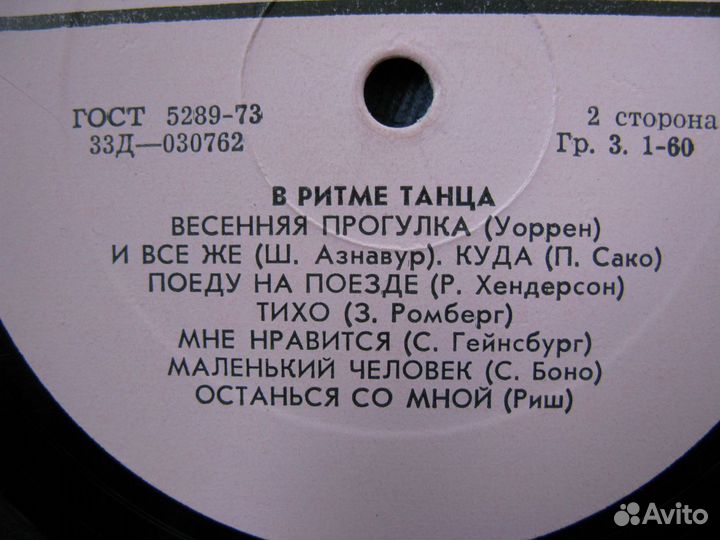 ГОСТ 5289-73
2 сторона
33Д—030762
Гр. 3. 1-60
В РИТМЕ ТАНЦА
ВЕСЕННЯЯ ПРОГУЛКА (Уоррен)
И ВСЕ ЖЕ (Ш. Азнавур). КУДА (П. Сако)
ПОЕДУ НА ПОЕЗДЕ (Р. Хендерсон)
ТИХО (З. Ромберг)
МНЕ НРАВИТСЯ (С. Гейнсбург)
МАЛЕНЬКИЙ ЧЕЛОВЕК (С. Боно)
ОСТАНЬСЯ СО МНОЙ (Риш)
Avito